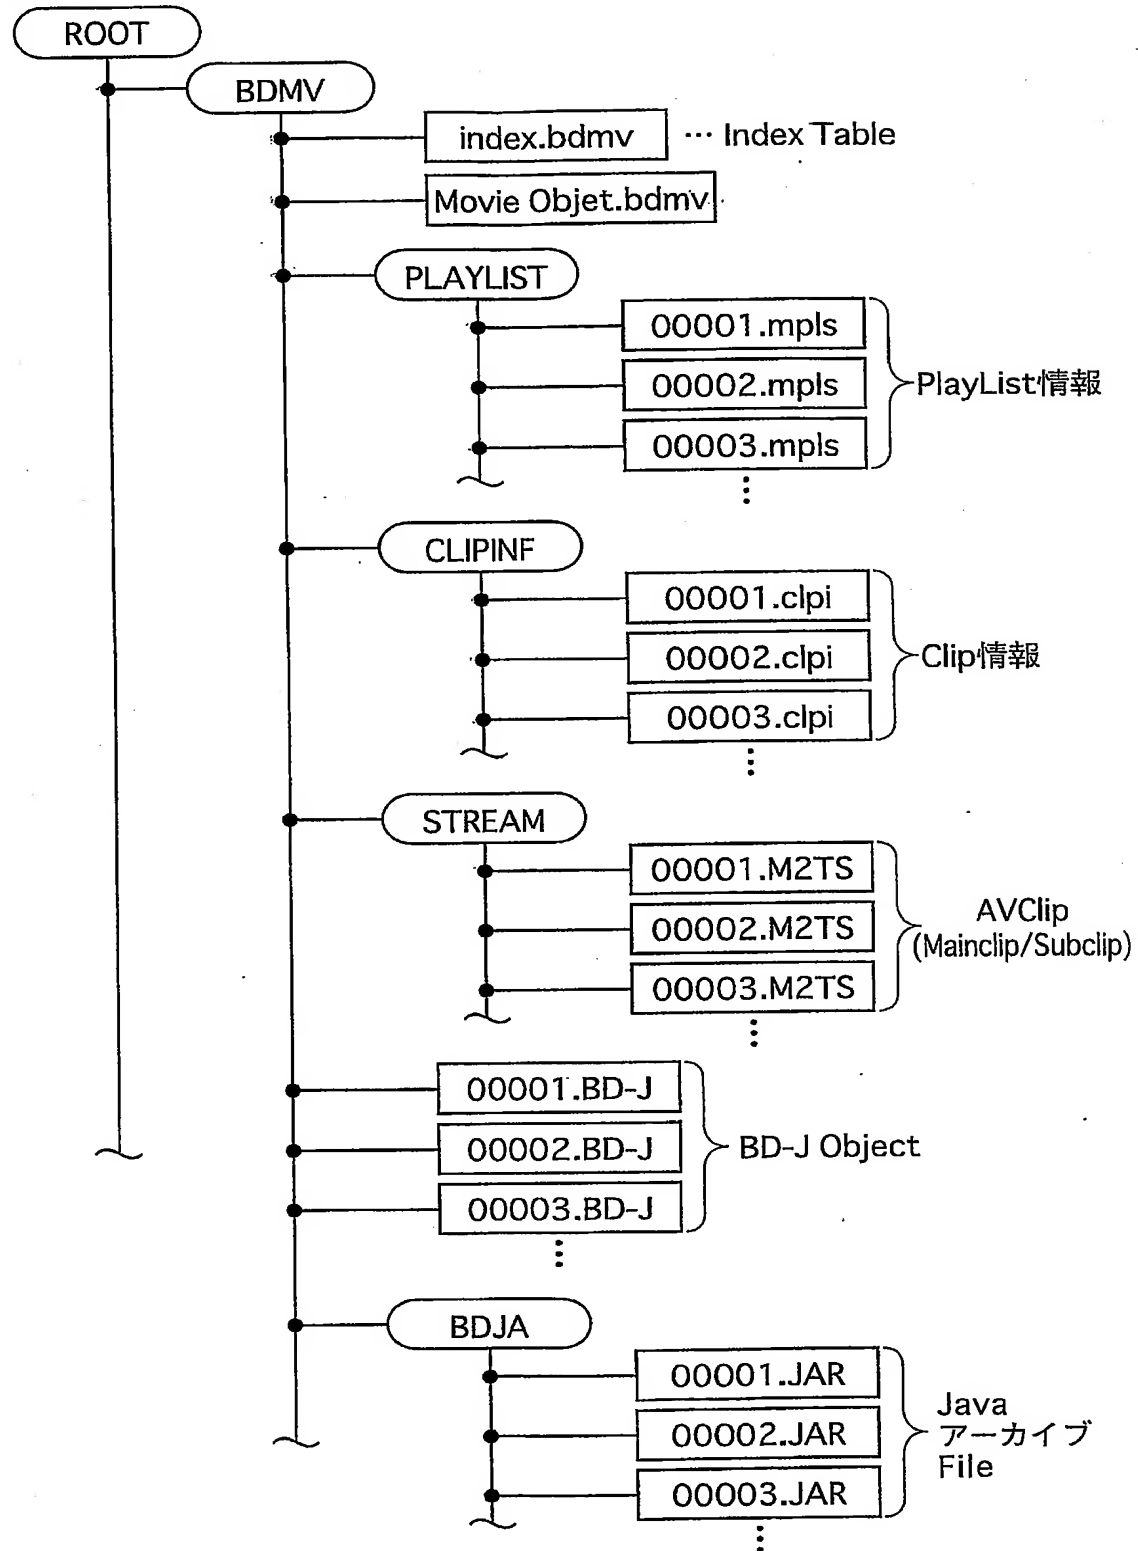 ROOT
BDMV
index.bdmv … Index Table
Movie Objet.bdmv
PLAYLIST
00001.mpls
00002.mpls
PlayList情報
00003.mpls
⋮
CLIPINF
00001.clpi
00002.clpi
Clip情報
00003.clpi
⋮
STREAM
00001.M2TS
00002.M2TS
AVClip
(Mainclip/Subclip)
00003.M2TS
⋮
00001.BD-J
00002.BD-J
BD-J Object
00003.BD-J
⋮
BDJA
00001.JAR
00002.JAR
Java
アーカイブ
File
00003.JAR
⋮